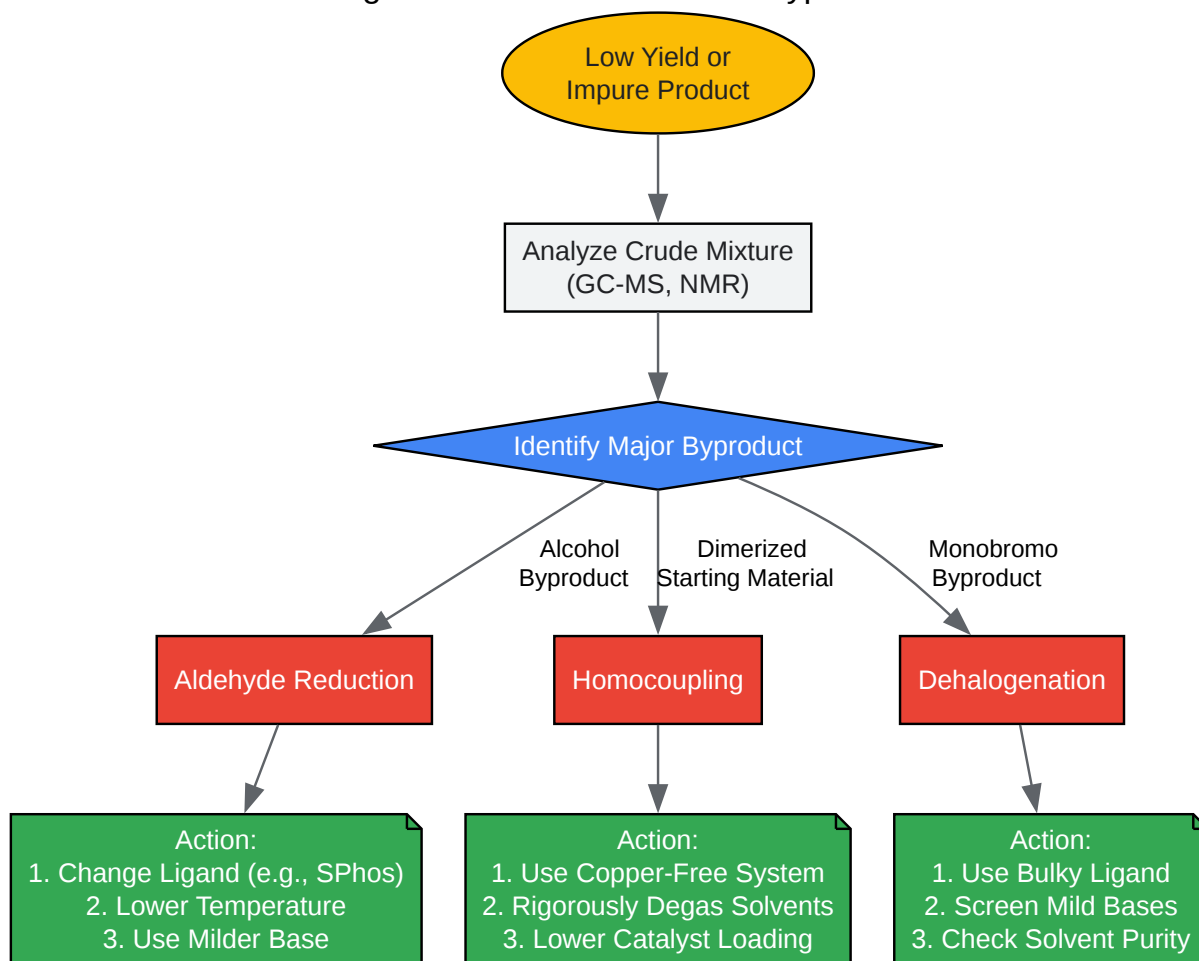 Low Yield or
Impure Product
Analyze Crude Mixture
(GC-MS, NMR)
Identify Major Byproduct
Alcohol
Byproduct
Dimerized
Starting Material
Monobromo
Byproduct
Aldehyde Reduction
Homocoupling
Dehalogenation
Action:
1. Change Ligand (e.g., SPhos)
2. Lower Temperature
3. Use Milder Base
Action:
1. Use Copper-Free System
2. Rigorously Degas Solvents
3. Lower Catalyst Loading
Action:
1. Use Bulky Ligand
2. Screen Mild Bases
3. Check Solvent Purity